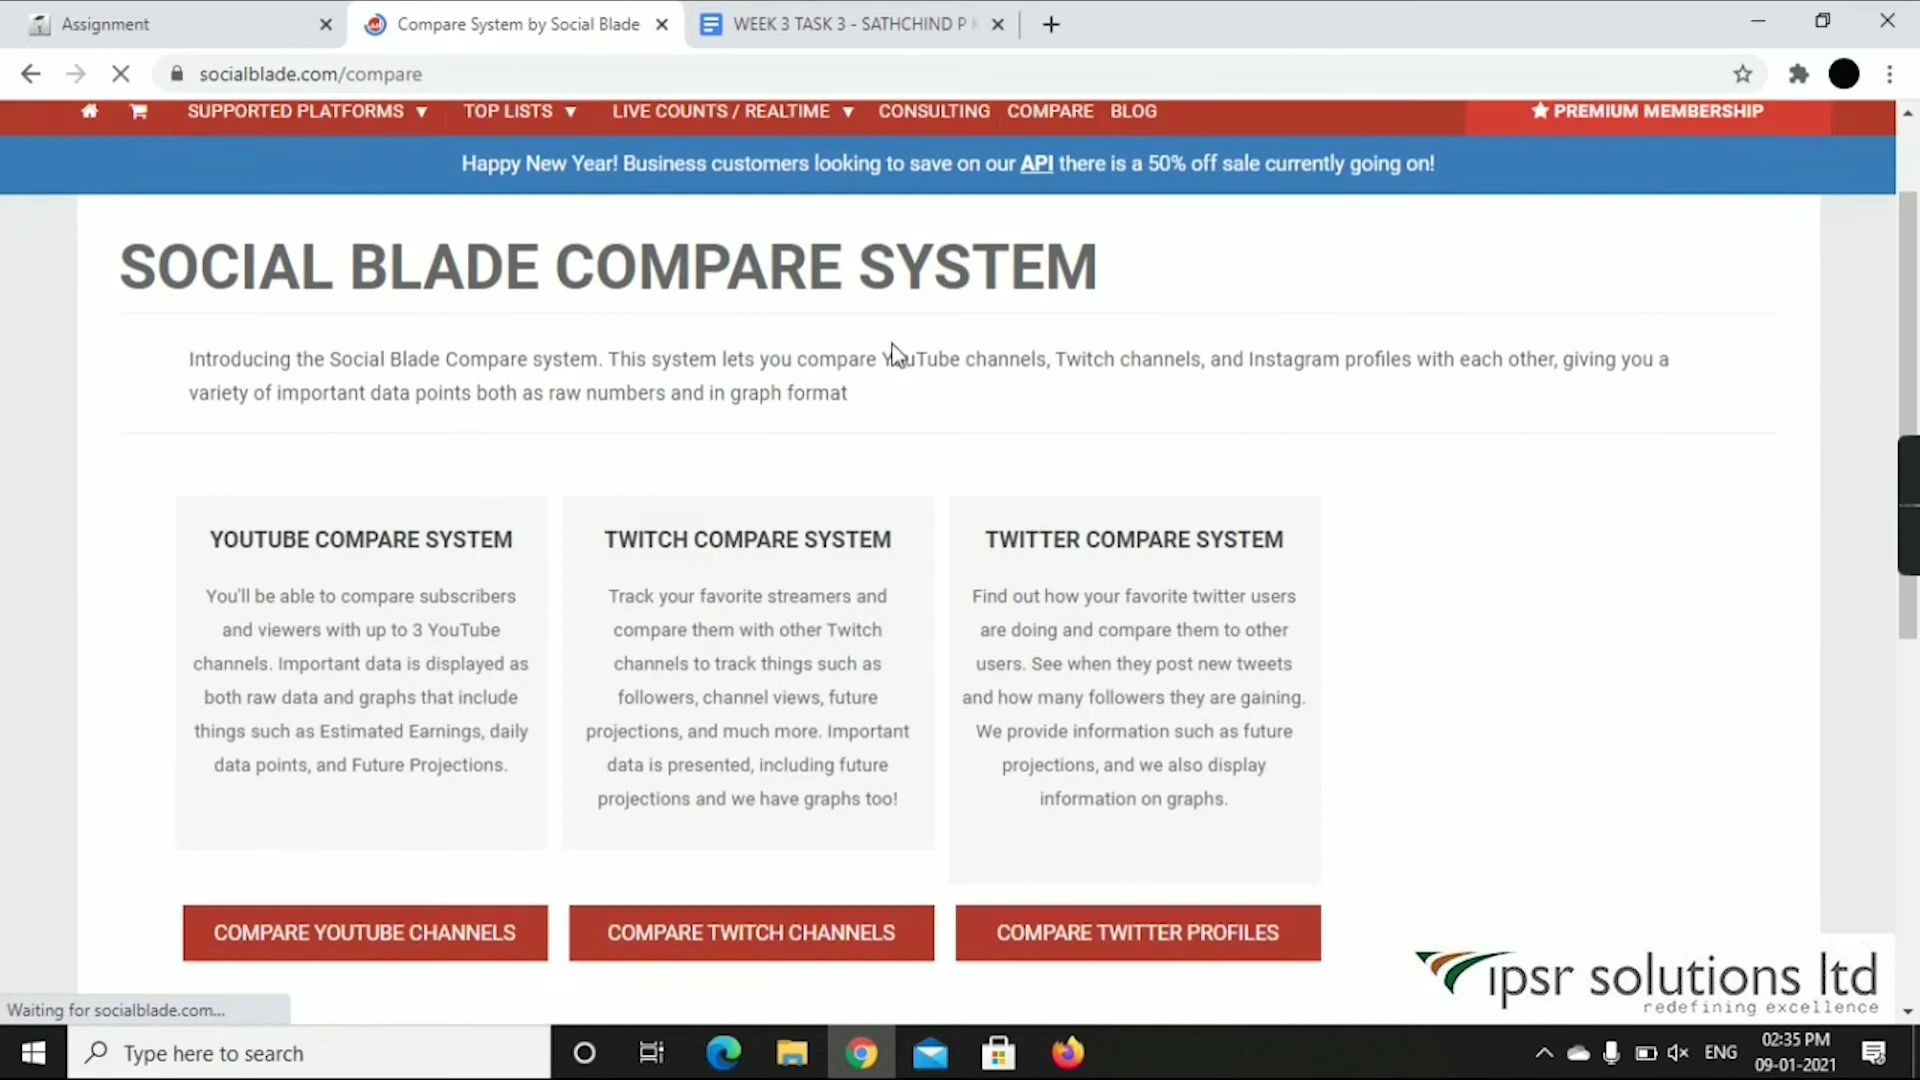 Assignment
Compare System by Social Blade
WEEK 3 TASK 3 - SATHCHIND P
socialblade.com/compare
SUPPORTED PLATFORMS ▼ TOP LISTS ▼ LIVE COUNTS / REALTIME ▼ CONSULTING COMPARE BLOG
PREMIUM MEMBERSHIP
Happy New Year! Business customers looking to save on our API there is a 50% off sale currently going on!
SOCIAL BLADE COMPARE SYSTEM
Introducing the Social Blade Compare system. This system lets you compare YouTube channels, Twitch channels, and Instagram profiles with each other, giving you a
variety of important data points both as raw numbers and in graph format
YOUTUBE COMPARE SYSTEM
You'll be able to compare subscribers
and viewers with up to 3 YouTube
channels. Important data is displayed as
both raw data and graphs that include
things such as Estimated Earnings, daily
data points, and Future Projections.
COMPARE YOUTUBE CHANNELS
TWITCH COMPARE SYSTEM
Track your favorite streamers and
compare them with other Twitch
channels to track things such as
followers, channel views, future
projections, and much more. Important
data is presented, including future
projections and we have graphs too!
COMPARE TWITCH CHANNELS
TWITTER COMPARE SYSTEM
Find out how your favorite twitter users
are doing and compare them to other
users. See when they post new tweets
and how many followers they are gaining.
We provide information such as future
projections, and we also display
information on graphs.
COMPARE TWITTER PROFILES
ipsr solutions ltd
redefining excellence
Waiting for socialblade.com...
Type here to search
ENG
02:35 PM
09-01-2021